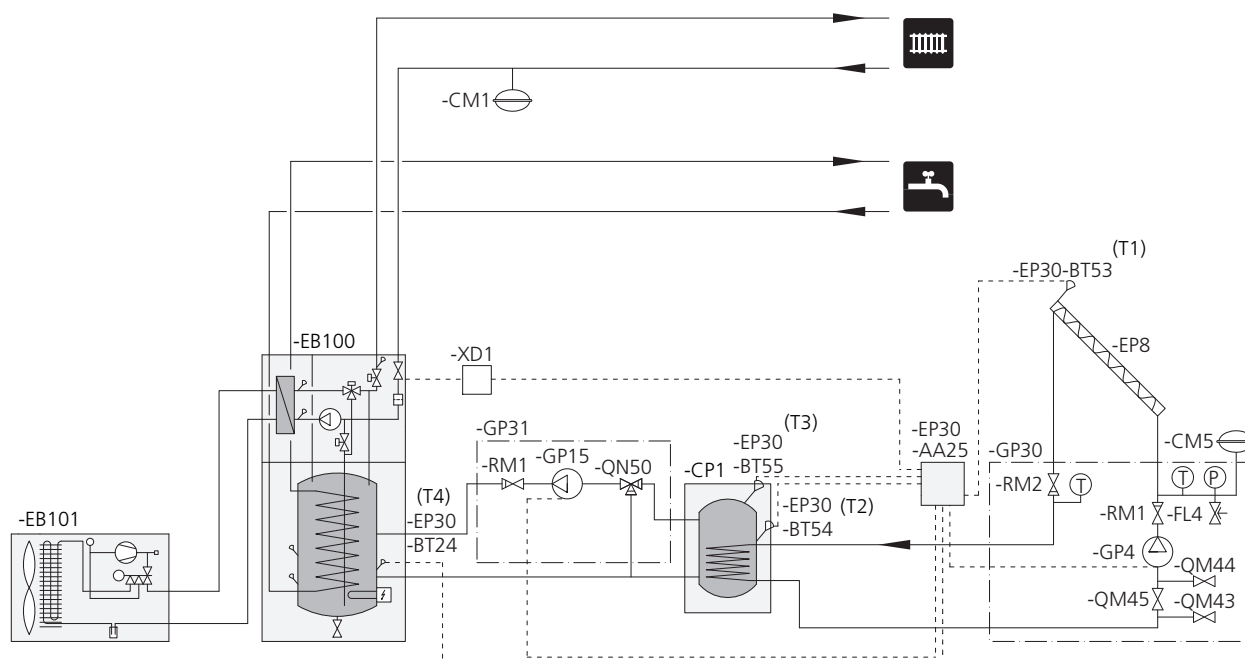 -CM1
(T1)
-EP30-BT53
-EB100
-XD1
-EP8
-GP31
(T3)
-EP30
-BT55
-EP30
-AA25
-CM5
-GP15
-RM1
-QN50
-CP1
-GP30
-RM2
T
T
P
(T4)
-EP30
-BT24
-EP30
-BT54
(T2)
-RM1
-FL4
-EB101
-GP4
-QM44
-QM45
-QM43